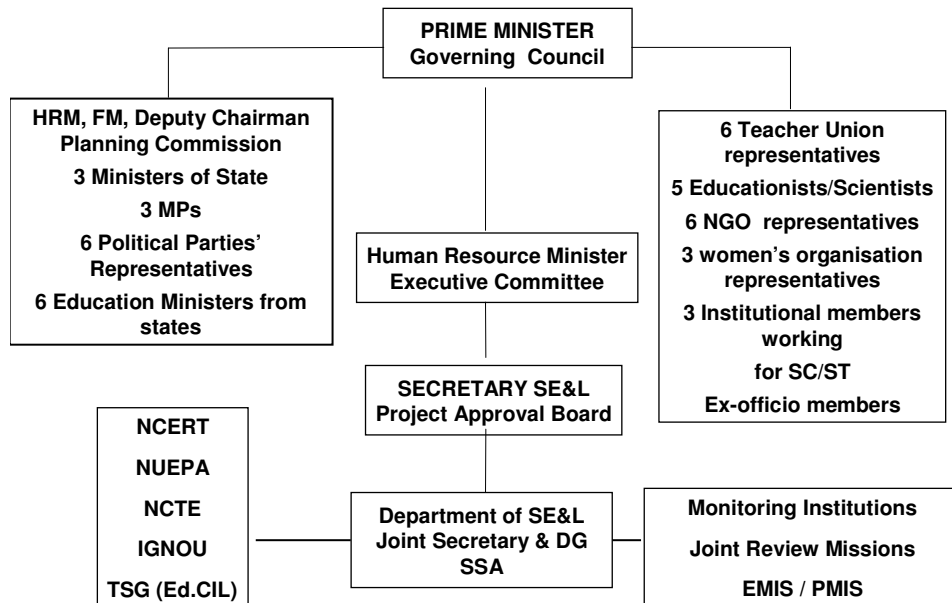 PRIME MINISTER
Governing Council
HRM, FM, Deputy Chairman
Planning Commission
3 Ministers of State
3 MPs
6 Political Parties'
Representatives
6 Education Ministers from
states
6 Teacher Union
representatives
5 Educationists/Scientists
6 NGO representatives
3 women's organisation
representatives
3 Institutional members
working
for SC/ST
Ex-officio members
Human Resource Minister
Executive Committee
SECRETARY SE&L
Project Approval Board
NCERT
NUEPA
NCTE
IGNOU
TSG (Ed.CIL)
Department of SE&L
Joint Secretary & DG
SSA
Monitoring Institutions
Joint Review Missions
EMIS / PMIS